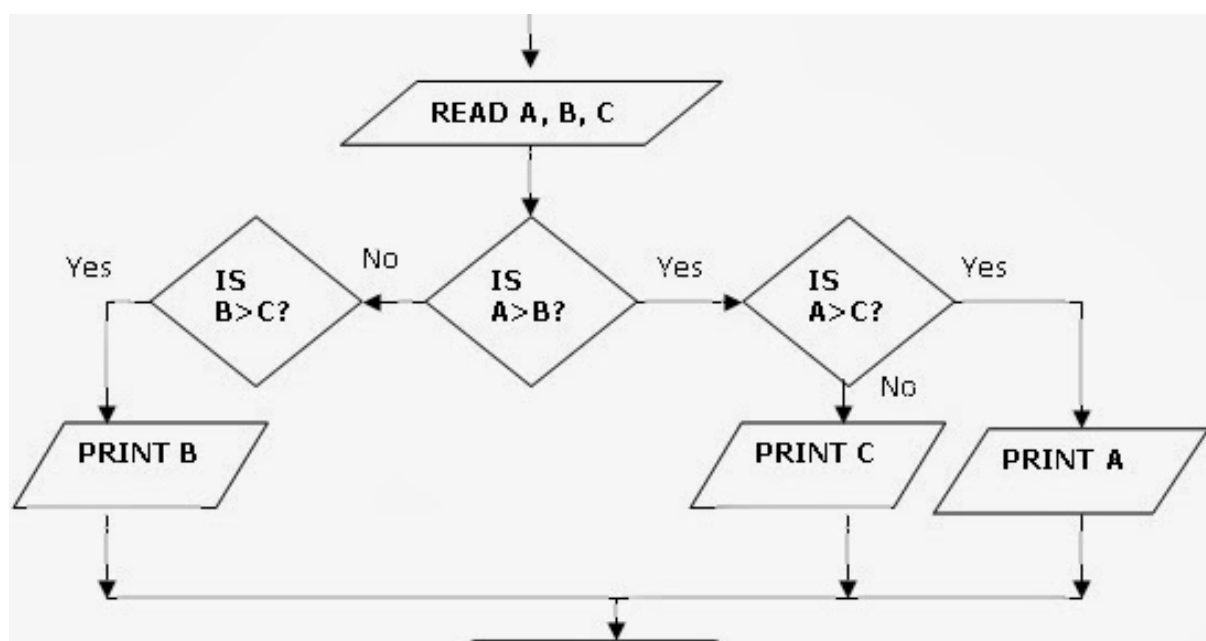 READ A, B, C
Yes
IS
B>C?
No
IS
A>B?
Yes
IS
A>C?
Yes
No
PRINT B
PRINT C
PRINT A